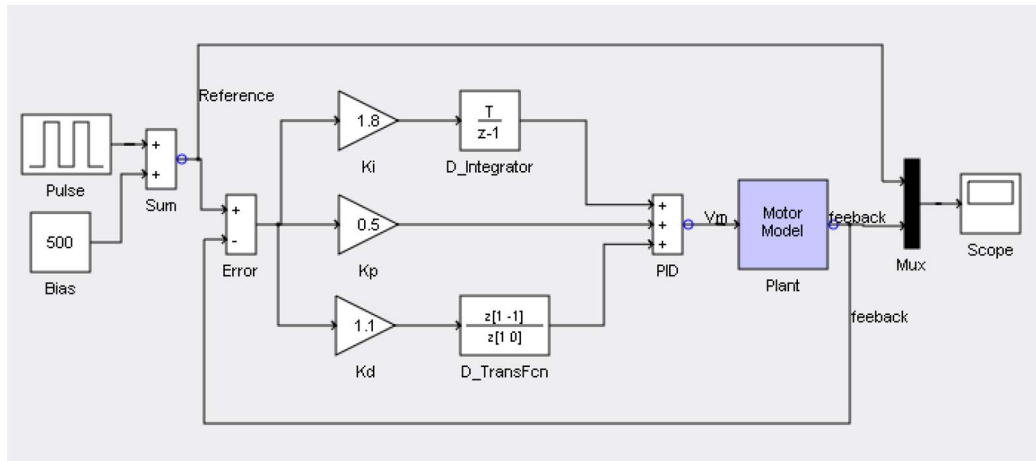 Reference
Pulse
+
+
Sum
500
Bias
+
-
Error
1.8
Ki
T
z-1
D_Integrator
0.5
Kp
1.1
Kd
z[1 -1]
z[1 0]
D_TransFcn
+
+
+
PID
Vm
Motor
Model
Plant
feeback
feeback
Mux
Scope